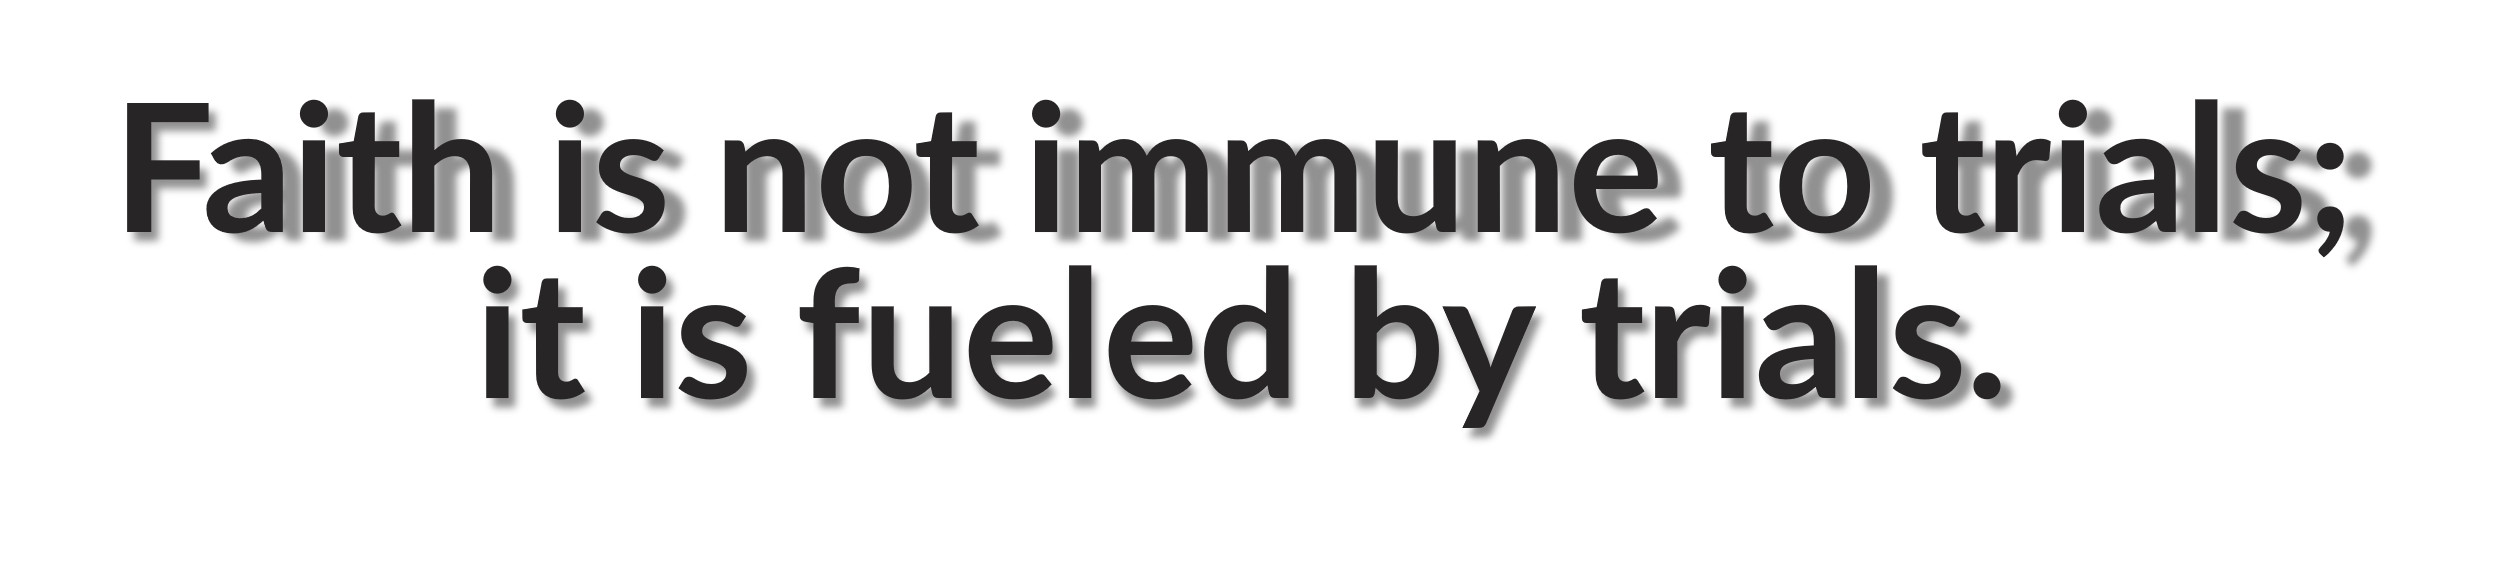 Faith is not immune to trials;
it is fueled by trials.